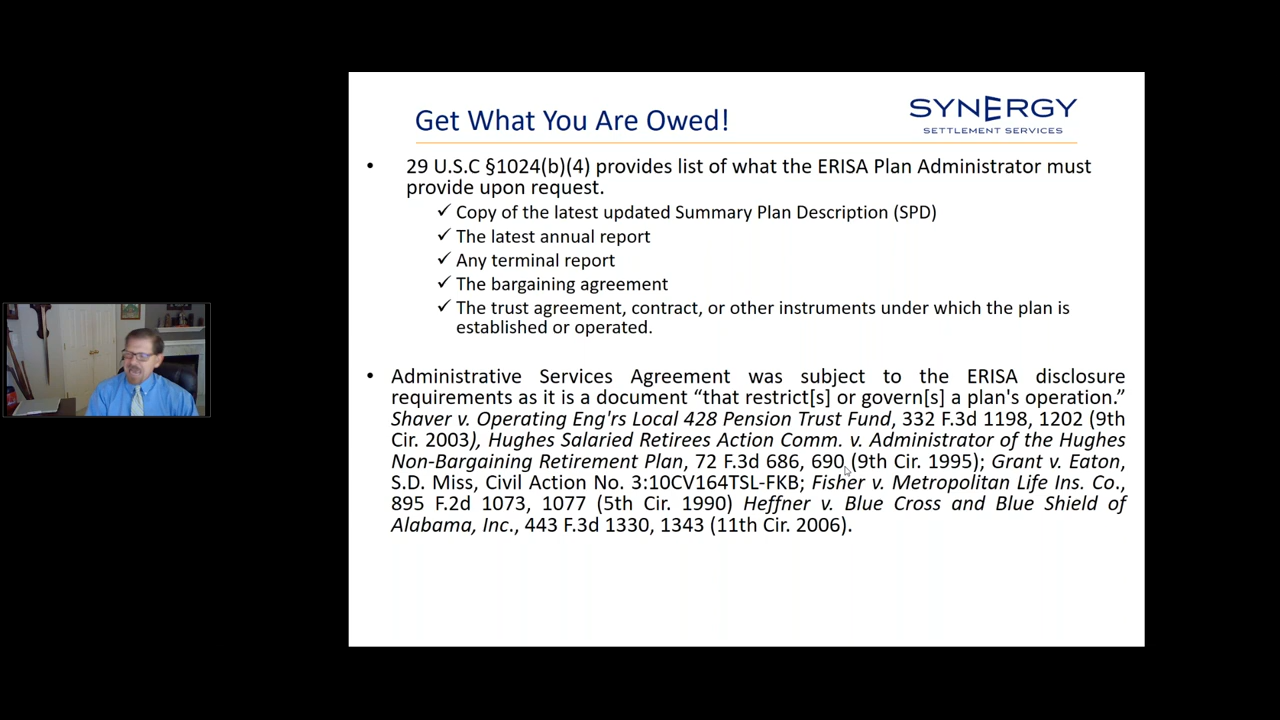 Get What You Are Owed!
SYNERGY
SETTLEMENT SERVICES
• 29 U.S.C §1024(b)(4) provides list of what the ERISA Plan Administrator must
provide upon request.
✓ Copy of the latest updated Summary Plan Description (SPD)
✓ The latest annual report
✓ Any terminal report
✓ The bargaining agreement
✓ The trust agreement, contract, or other instruments under which the plan is
established or operated.
• Administrative Services Agreement was subject to the ERISA disclosure
requirements as it is a document “that restrict[s] or govern[s] a plan's operation.”
Shaver v. Operating Eng'rs Local 428 Pension Trust Fund, 332 F.3d 1198, 1202 (9th
Cir. 2003), Hughes Salaried Retirees Action Comm. v. Administrator of the Hughes
Non-Bargaining Retirement Plan, 72 F.3d 686, 690 (9th Cir. 1995); Grant v. Eaton,
S.D. Miss, Civil Action No. 3:10CV164TSL-FKB; Fisher v. Metropolitan Life Ins. Co.,
895 F.2d 1073, 1077 (5th Cir. 1990) Heffner v. Blue Cross and Blue Shield of
Alabama, Inc., 443 F.3d 1330, 1343 (11th Cir. 2006).